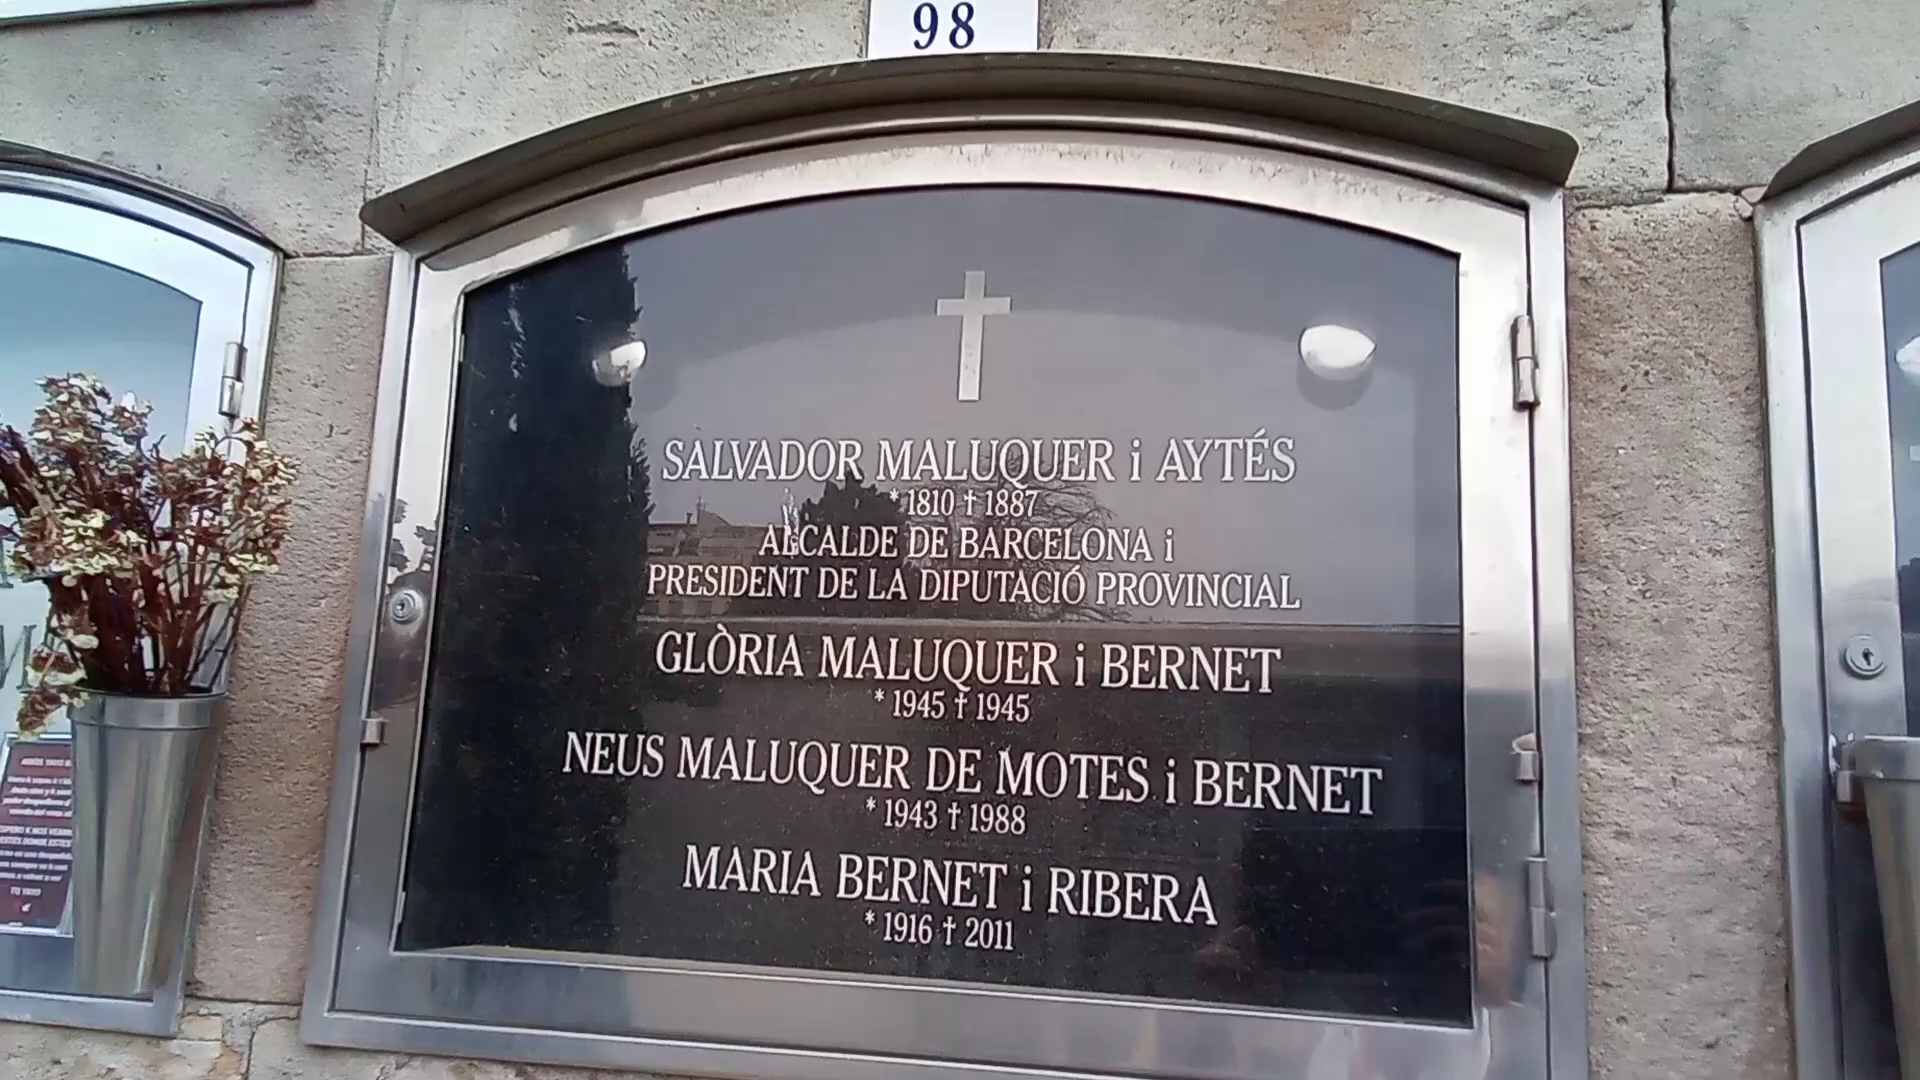 98
SALVADOR MALUQUER i AYTÉS
* 1810 † 1887
ALCALDE DE BARCELONA i
PRESIDENT DE LA DIPUTACIÓ PROVINCIAL
GLÒRIA MALUQUER i BERNET
* 1945 † 1945
NEUS MALUQUER DE MOTES i BERNET
* 1943 † 1988
MARIA BERNET i RIBERA
* 1916 † 2011